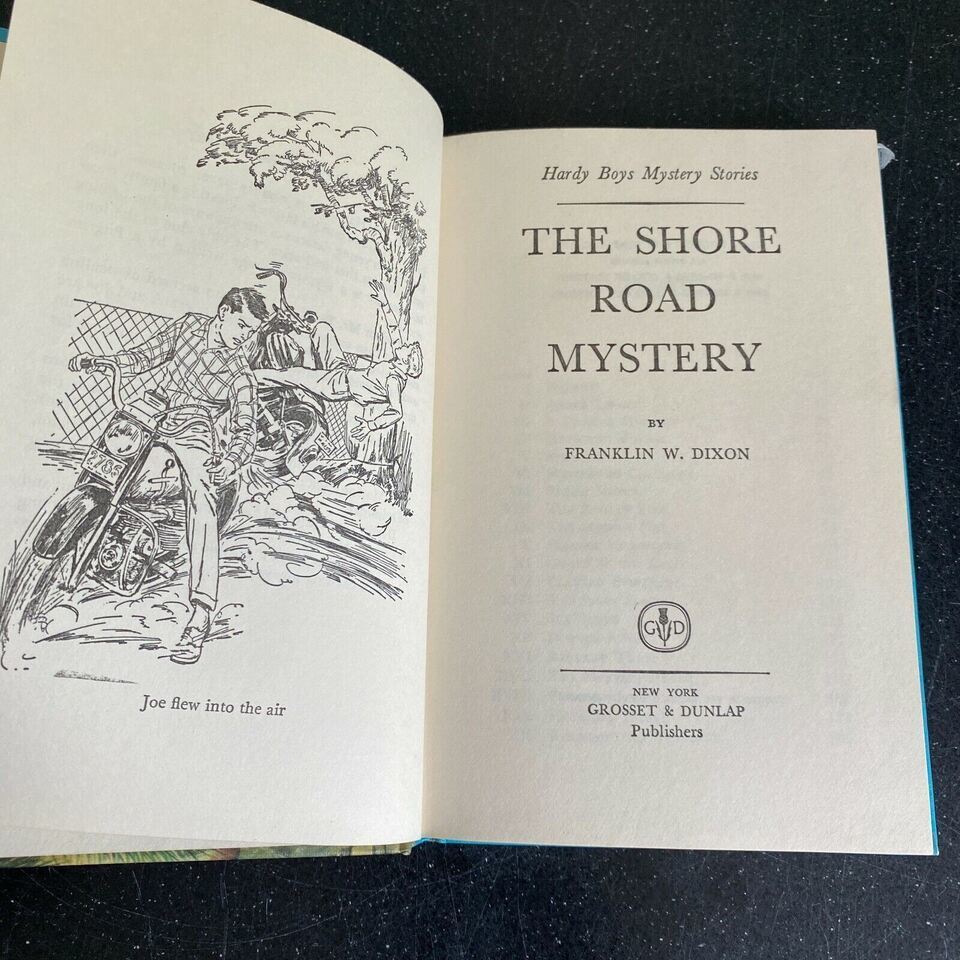 Joe flew into the air
Hardy Boys Mystery Stories
THE SHORE
ROAD
MYSTERY
BY
FRANKLIN W. DIXON
G D
NEW YORK
GROSSET & DUNLAP
Publishers